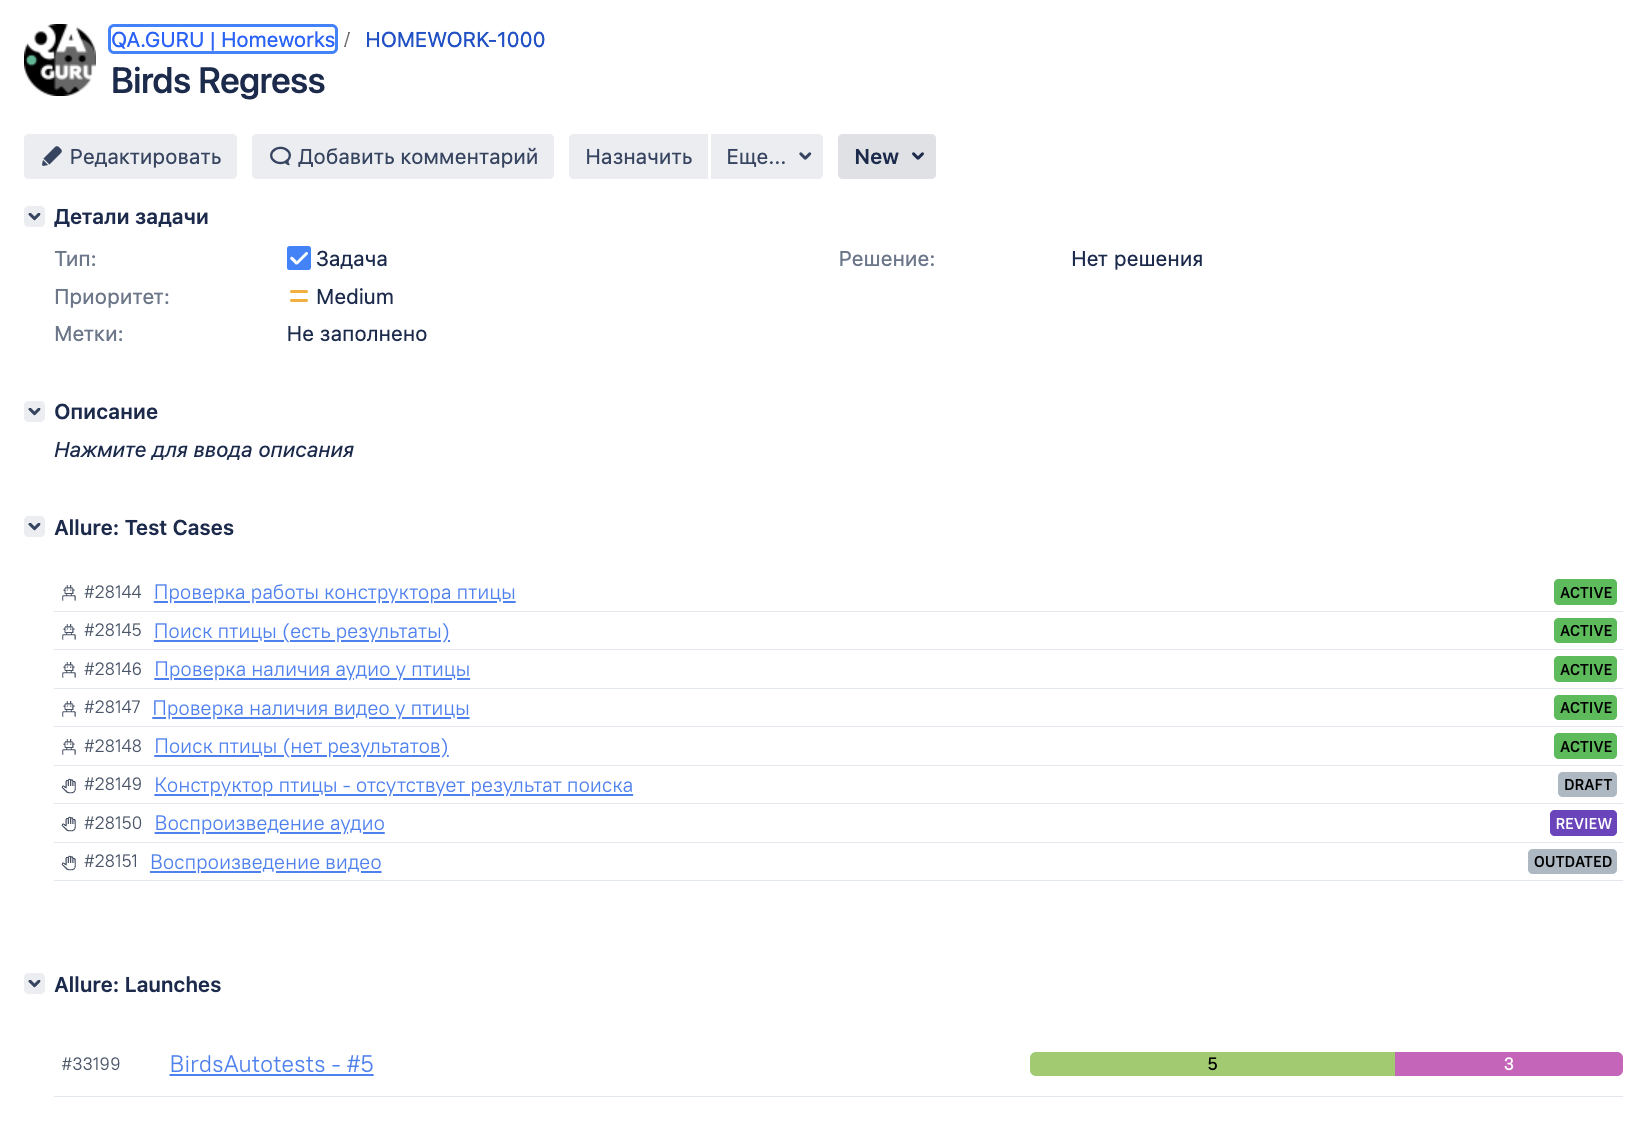 QA GURU
QA.GURU | Homeworks / HOMEWORK-1000
Birds Regress
Редактировать Добавить комментарий Назначить Еще... New
Детали задачи
Тип: Задача Решение: Нет решения
Приоритет: Medium
Метки: Не заполнено
Описание
Нажмите для ввода описания
Allure: Test Cases
#28144 Проверка работы конструктора птицы ACTIVE
#28145 Поиск птицы (есть результаты) ACTIVE
#28146 Проверка наличия аудио у птицы ACTIVE
#28147 Проверка наличия видео у птицы ACTIVE
#28148 Поиск птицы (нет результатов) ACTIVE
#28149 Конструктор птицы - отсутствует результат поиска DRAFT
#28150 Воспроизведение аудио REVIEW
#28151 Воспроизведение видео OUTDATED
Allure: Launches
#33199 BirdsAutotests - #5 5 3